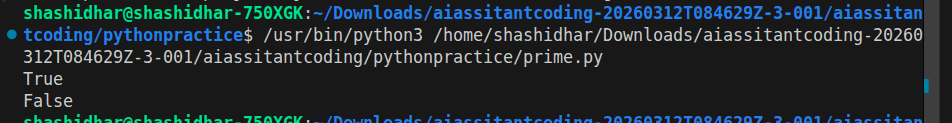 shashidhar@shashidhar-750XGK:~/Downloads/aiassitantcoding-20260312T084629Z-3-001/aiassitan
tcoding/pythonpractice$ /usr/bin/python3 /home/shashidhar/Downloads/aiassitantcoding-20260
312T084629Z-3-001/aiassitantcoding/pythonpractice/prime.py
True
False
shashidhar@shashidhar-750XGK:~/Downloads/aiassitantcoding-20260312T084629Z-3-001/aiassitan